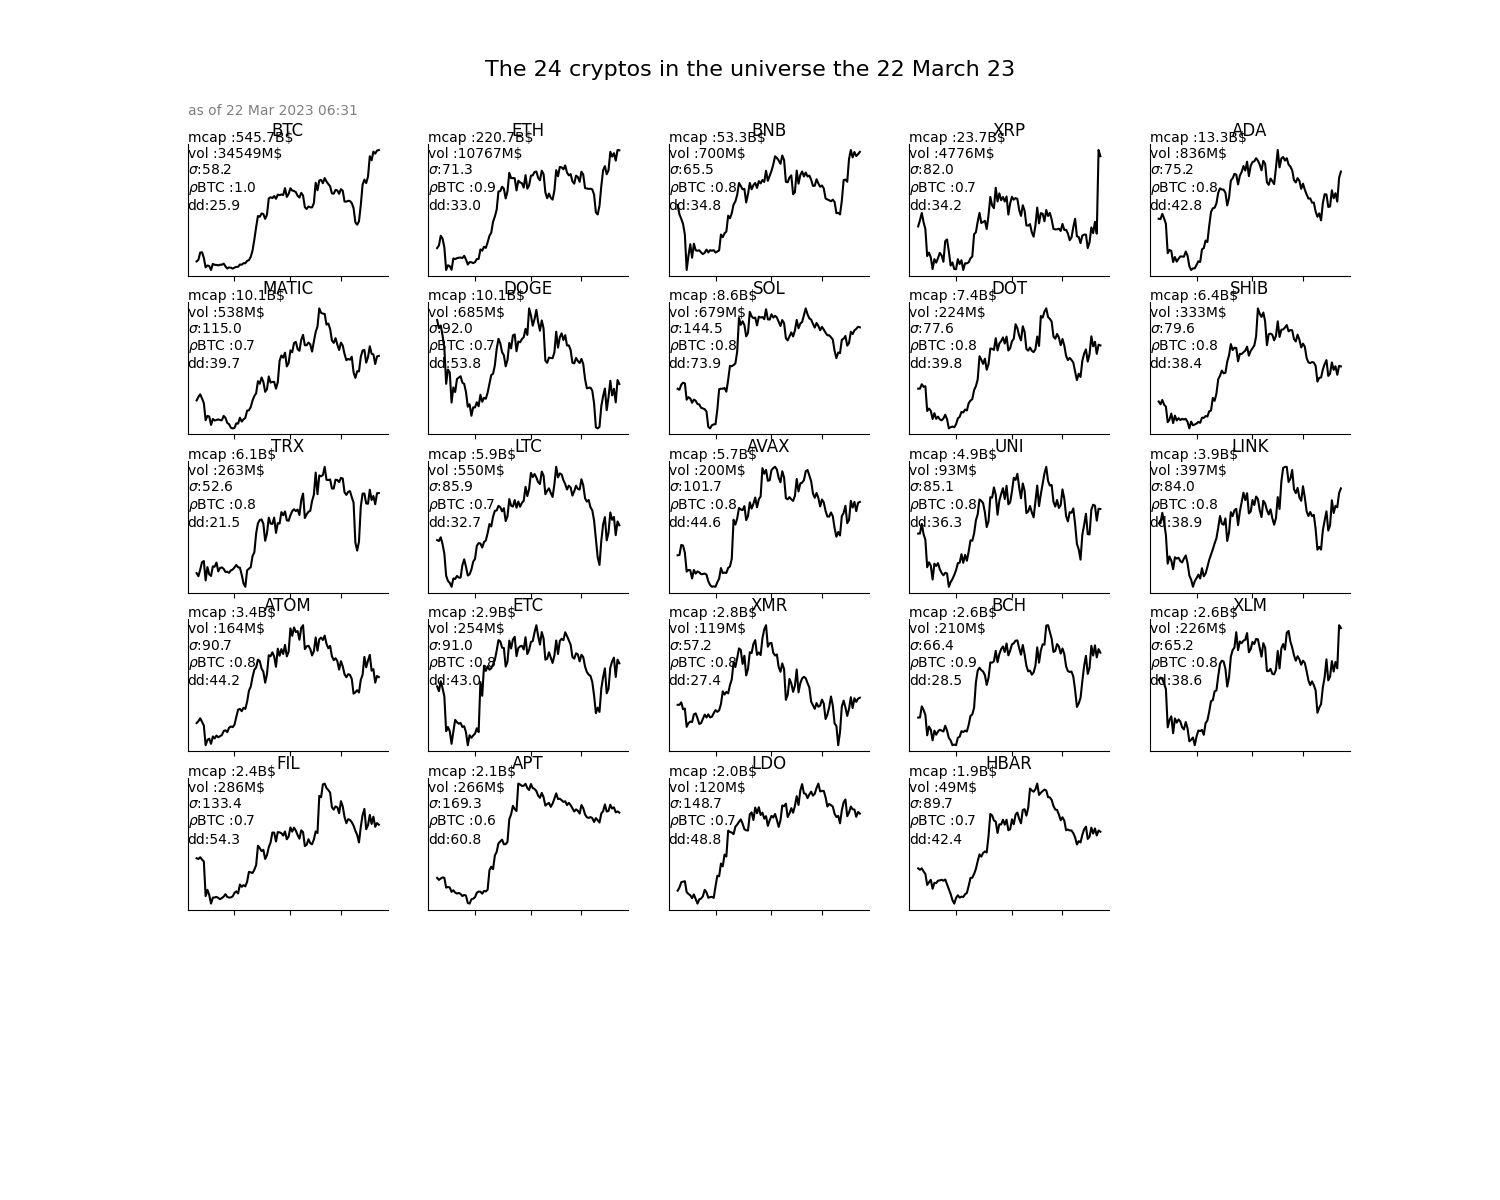 The 24 cryptos in the universe the 22 March 23
as of 22 Mar 2023 06:31
BTC
mcap :545.7B$
vol :34549M$
σ:58.2
ρBTC :1.0
dd:25.9
ETH
mcap :220.7B$
vol :10767M$
σ:71.3
ρBTC :0.9
dd:33.0
BNB
mcap :53.3B$
vol :700M$
σ:65.5
ρBTC :0.8
dd:34.8
XRP
mcap :23.7B$
vol :4776M$
σ:82.0
ρBTC :0.7
dd:34.2
ADA
mcap :13.3B$
vol :836M$
σ:75.2
ρBTC :0.8
dd:42.8
MATIC
mcap :10.1B$
vol :538M$
σ:115.0
ρBTC :0.7
dd:39.7
DOGE
mcap :10.1B$
vol :685M$
σ:92.0
ρBTC :0.7
dd:53.8
SOL
mcap :8.6B$
vol :679M$
σ:144.5
ρBTC :0.8
dd:73.9
DOT
mcap :7.4B$
vol :224M$
σ:77.6
ρBTC :0.8
dd:39.8
SHIB
mcap :6.4B$
vol :333M$
σ:79.6
ρBTC :0.8
dd:38.4
TRX
mcap :6.1B$
vol :263M$
σ:52.6
ρBTC :0.8
dd:21.5
LTC
mcap :5.9B$
vol :550M$
σ:85.9
ρBTC :0.7
dd:32.7
AVAX
mcap :5.7B$
vol :200M$
σ:101.7
ρBTC :0.8
dd:44.6
UNI
mcap :4.9B$
vol :93M$
σ:85.1
ρBTC :0.8
dd:36.3
LINK
mcap :3.9B$
vol :397M$
σ:84.0
ρBTC :0.8
dd:38.9
ATOM
mcap :3.4B$
vol :164M$
σ:90.7
ρBTC :0.8
dd:44.2
ETC
mcap :2.9B$
vol :254M$
σ:91.0
ρBTC :0.8
dd:43.0
XMR
mcap :2.8B$
vol :119M$
σ:57.2
ρBTC :0.8
dd:27.4
BCH
mcap :2.6B$
vol :210M$
σ:66.4
ρBTC :0.9
dd:28.5
XLM
mcap :2.6B$
vol :226M$
σ:65.2
ρBTC :0.8
dd:38.6
FIL
mcap :2.4B$
vol :286M$
σ:133.4
ρBTC :0.7
dd:54.3
APT
mcap :2.1B$
vol :266M$
σ:169.3
ρBTC :0.6
dd:60.8
LDO
mcap :2.0B$
vol :120M$
σ:148.7
ρBTC :0.7
dd:48.8
HBAR
mcap :1.9B$
vol :49M$
σ:89.7
ρBTC :0.7
dd:42.4